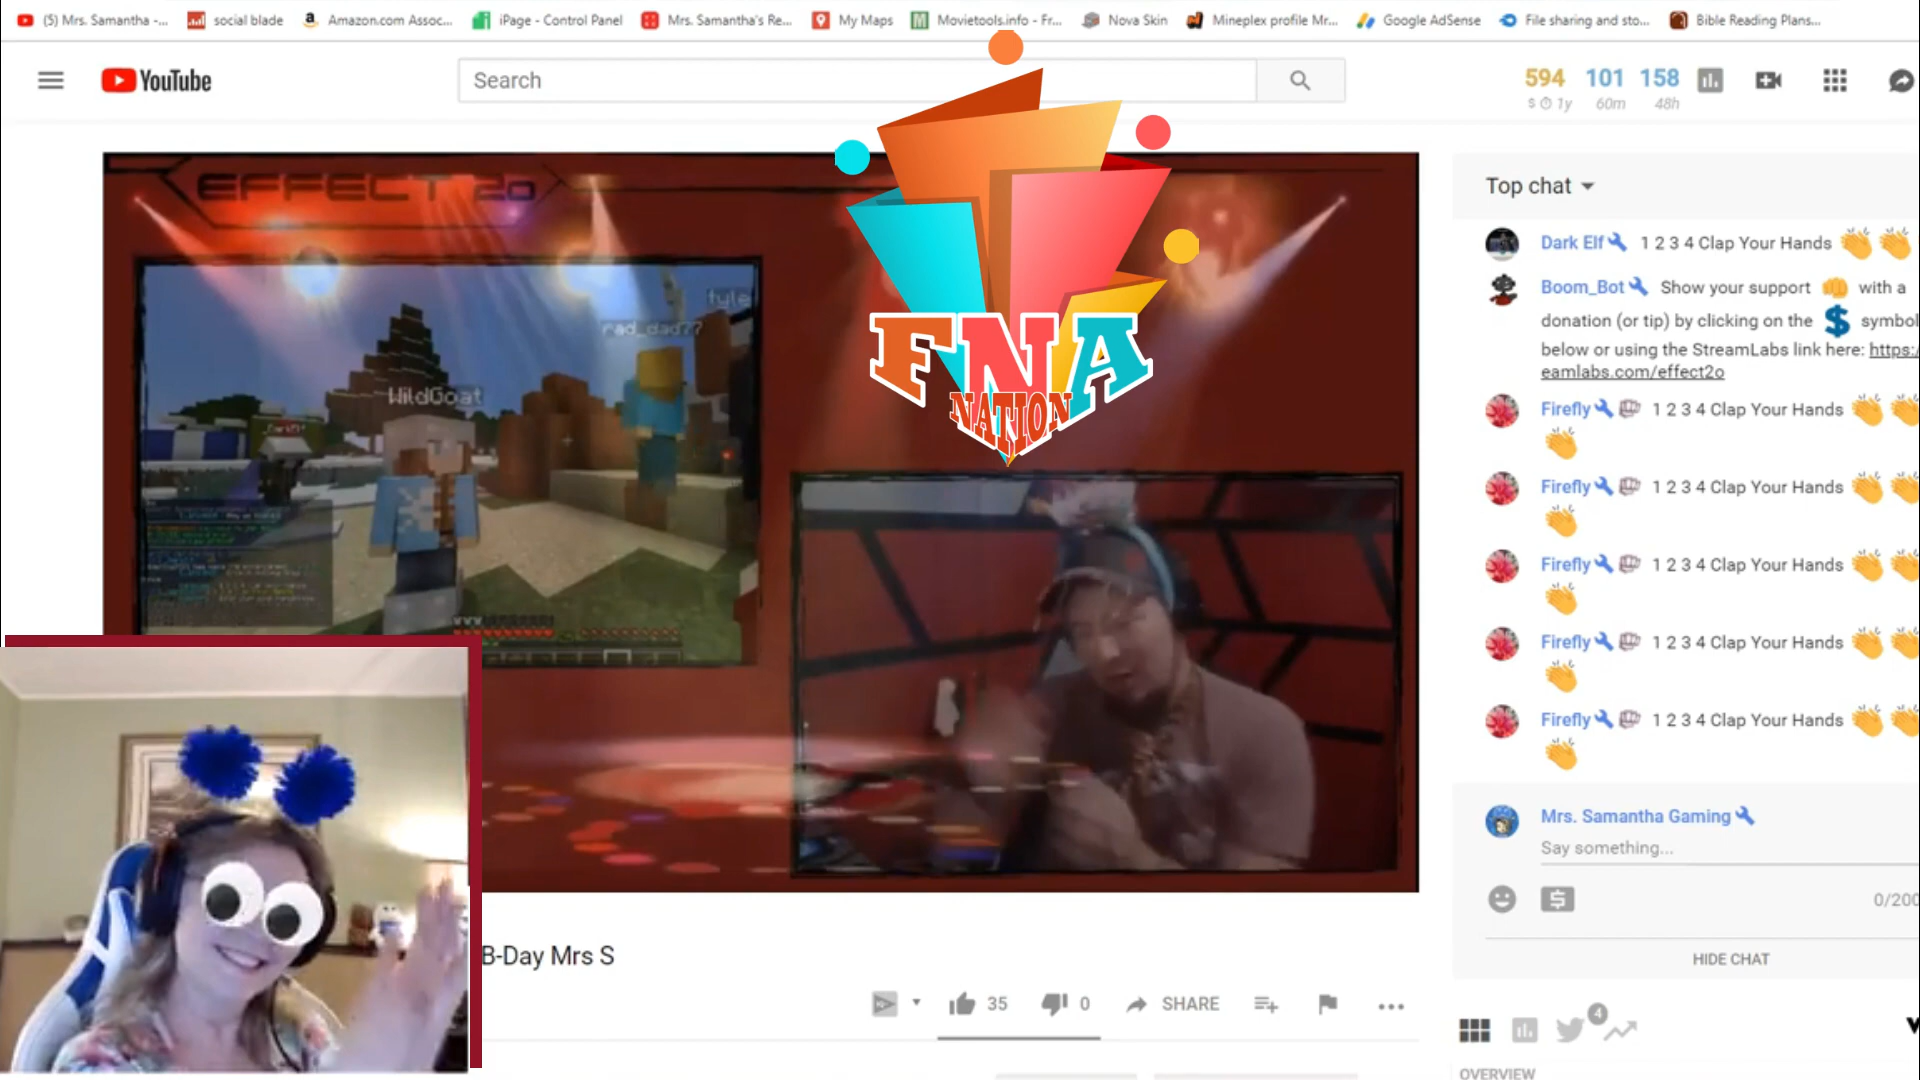 (5) Mrs. Samantha -...
social blade
Amazon.com Assoc...
iPage - Control Panel
Mrs. Samantha's Re...
My Maps
Movietools.info - Fr...
Nova Skin
Mineplex profile Mr...
Google AdSense
File sharing and sto...
Bible Reading Plans...
YouTube
Search
594 101 158
$ 1y 60m 48h
EFFECT 2o
tyle
rad_dad77
WildGoat
FNA
NATION
B-Day Mrs S
35
0
SHARE
Top chat
Dark Elf 1 2 3 4 Clap Your Hands
Boom_Bot Show your support with a
donation (or tip) by clicking on the symbol
below or using the StreamLabs link here: https:/
eamlabs.com/effect2o
Firefly 1 2 3 4 Clap Your Hands
Firefly 1 2 3 4 Clap Your Hands
Firefly 1 2 3 4 Clap Your Hands
Firefly 1 2 3 4 Clap Your Hands
Firefly 1 2 3 4 Clap Your Hands
Mrs. Samantha Gaming
Say something...
0/200
HIDE CHAT
4
OVERVIEW